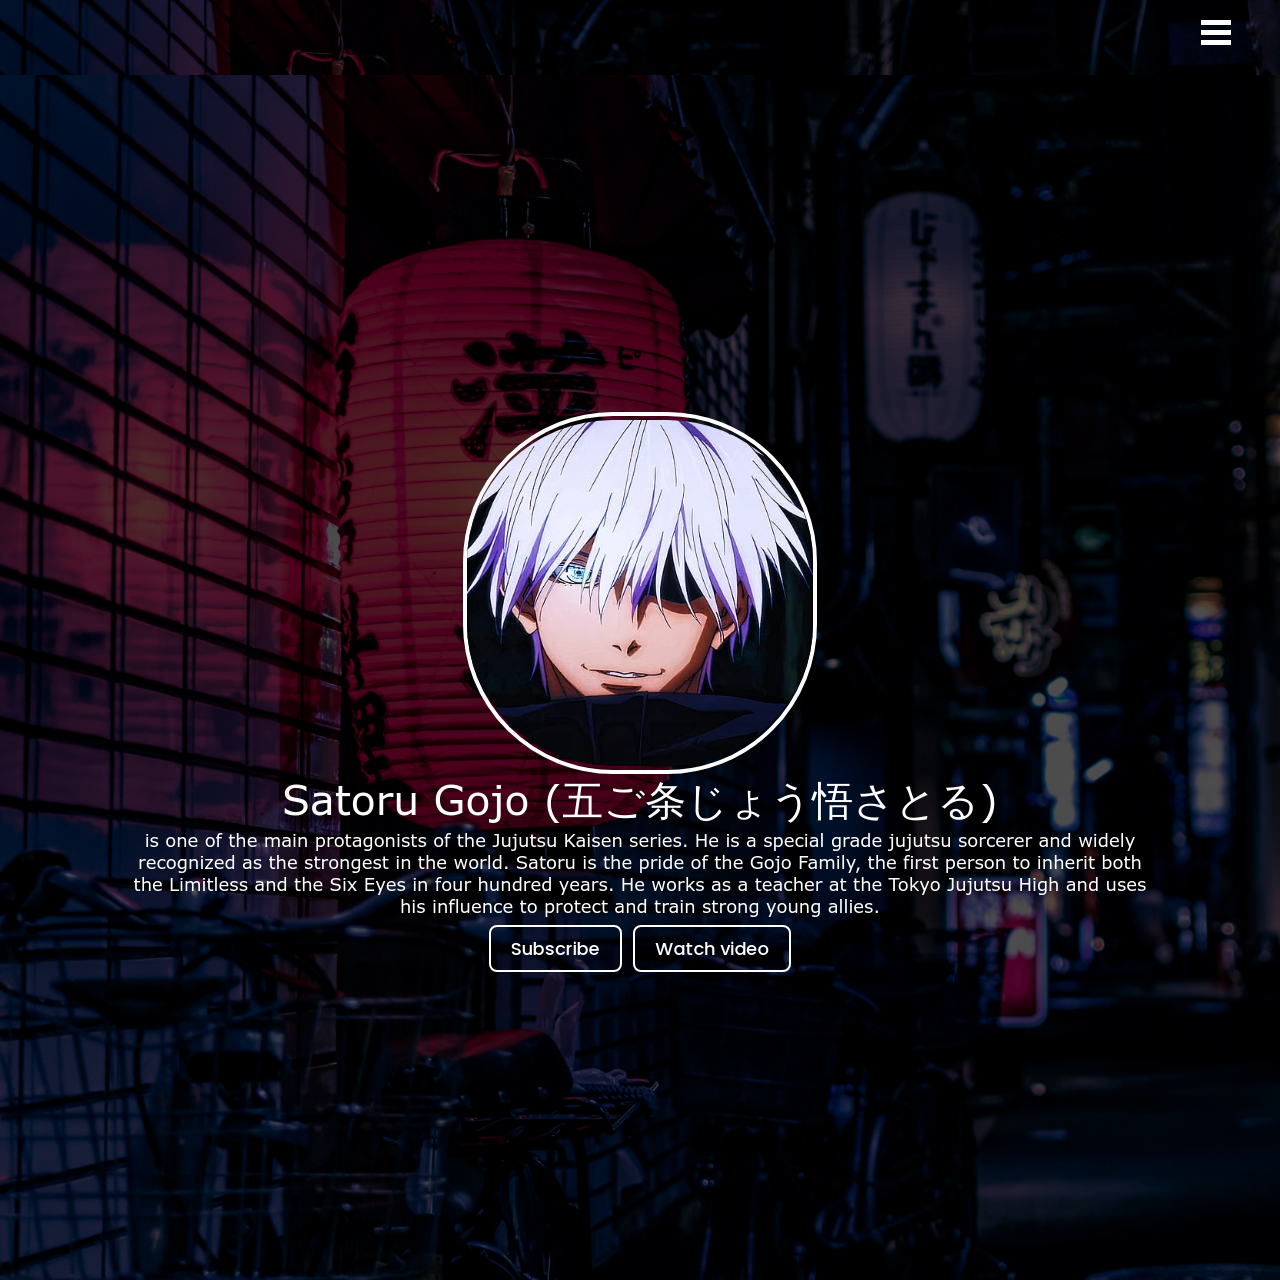 満
ピ
Satoru Gojo (五ご条じょう悟さとる)
is one of the main protagonists of the Jujutsu Kaisen series. He is a special grade jujutsu sorcerer and widely
recognized as the strongest in the world. Satoru is the pride of the Gojo Family, the first person to inherit both
the Limitless and the Six Eyes in four hundred years. He works as a teacher at the Tokyo Jujutsu High and uses
his influence to protect and train strong young allies.
Subscribe
Watch video